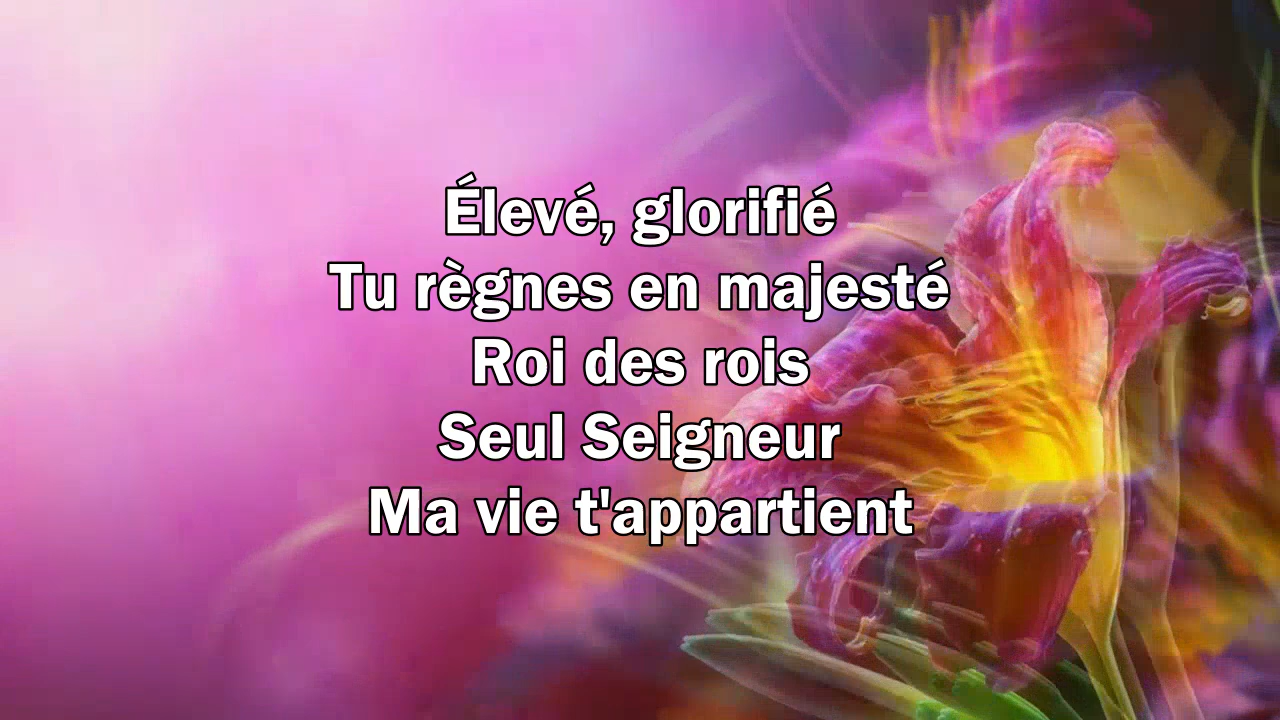 Élevé, glorifié
Tu règnes en majesté
Roi des rois
Seul Seigneur
Ma vie t'appartient